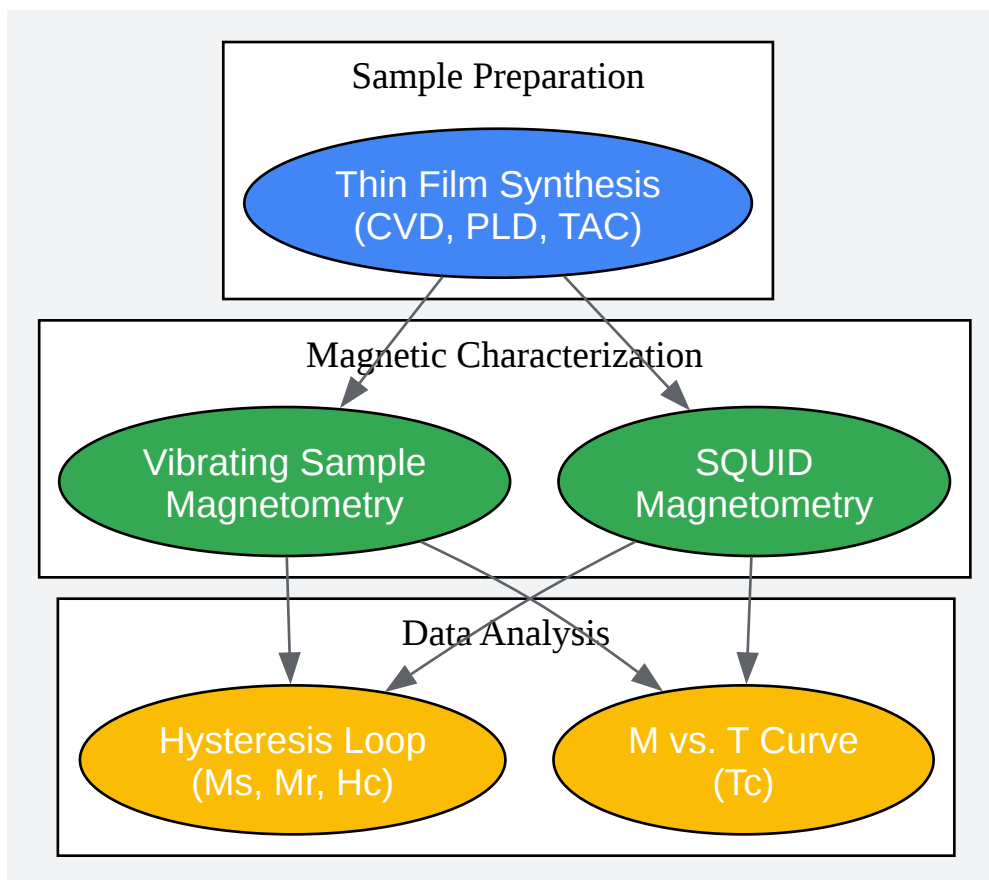 Sample Preparation
Thin Film Synthesis
(CVD, PLD, TAC)
Magnetic Characterization
Vibrating Sample
Magnetometry
SQUID
Magnetometry
Data Analysis
Hysteresis Loop
(Ms, Mr, Hc)
M vs. T Curve
(Tc)